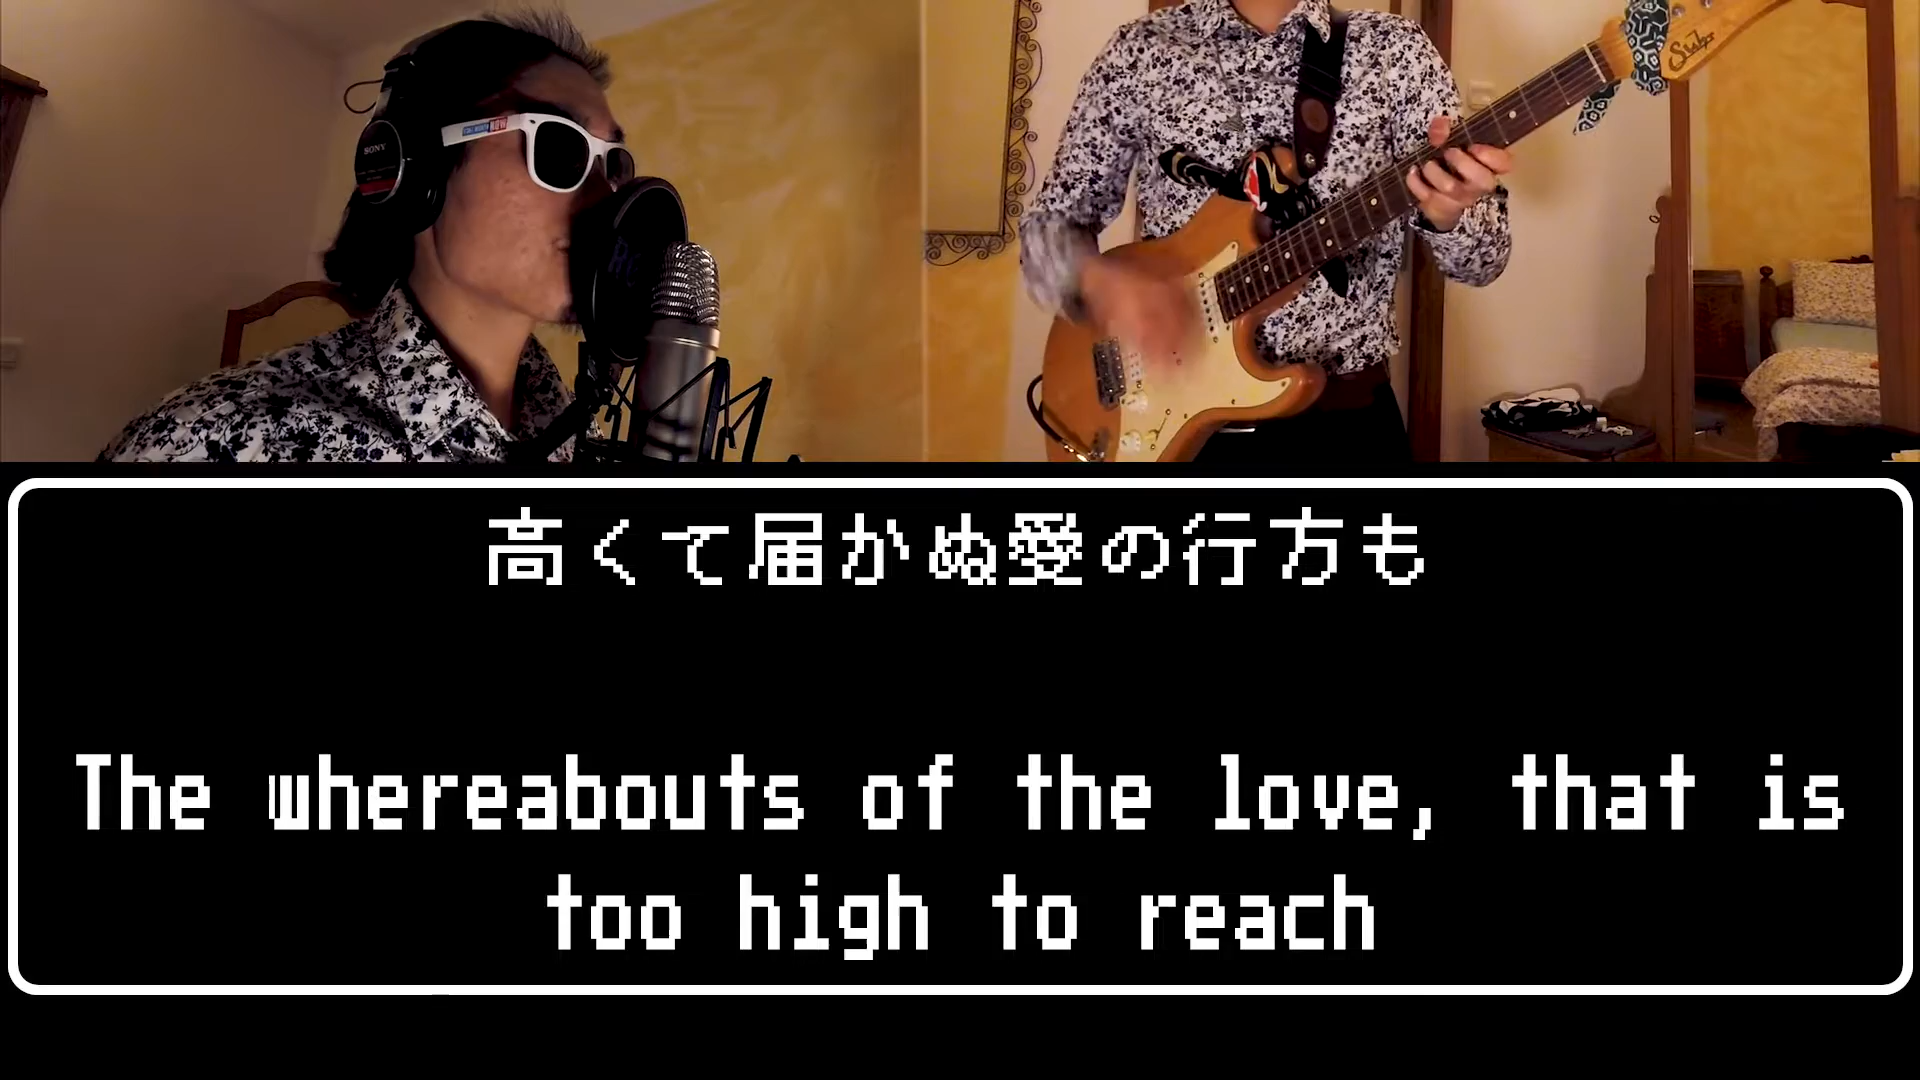 SONY
高くて届かぬ愛の行方も
The whereabouts of the love, that is
too high to reach